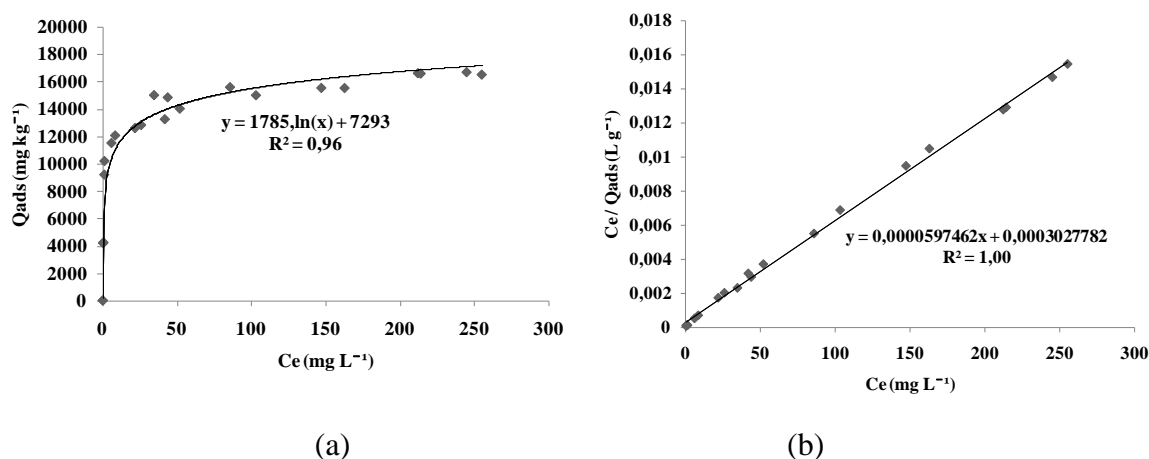 20000
18000
16000
14000
12000
10000
8000
6000
4000
2000
0
Qads (mg kg⁻¹)
y = 1785,ln(x) + 7293
R² = 0,96
0 50 100 150 200 250 300
Ce (mg L⁻¹)
(a)
0,018
0,016
0,014
0,012
0,01
0,008
0,006
0,004
0,002
0
Ce/ Qads (L g⁻¹)
y = 0,0000597462x + 0,0003027782
R² = 1,00
0 50 100 150 200 250 300
Ce (mg L⁻¹)
(b)